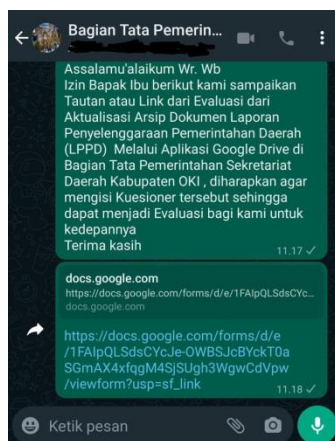 Bagian Tata Pemerin...
Assalamu'alaikum Wr. Wb
Izin Bapak Ibu berikut kami sampaikan
Tautan atau Link dari Evaluasi dari
Aktualisasi Arsip Dokumen Laporan
Penyelenggaraan Pemerintahan Daerah
(LPPD) Melalui Aplikasi Google Drive di
Bagian Tata Pemerintahan Sekretariat
Daerah Kabupaten OKI , diharapkan agar
mengisi Kuesioner tersebut sehingga
dapat menjadi Evaluasi bagi kami untuk
kedepannya
Terima kasih
11.17
docs.google.com
https://docs.google.com/forms/d/e/1FAIpQLSdsCYc...
docs.google.com
https://docs.google.com/forms/d/e
/1FAIpQLSdsCYcJe-OWBSJcBYckT0a
SGmAX4xfqgM4SjSUgh3WgwCdVpw
/viewform?usp=sf_link
11.18
Ketik pesan